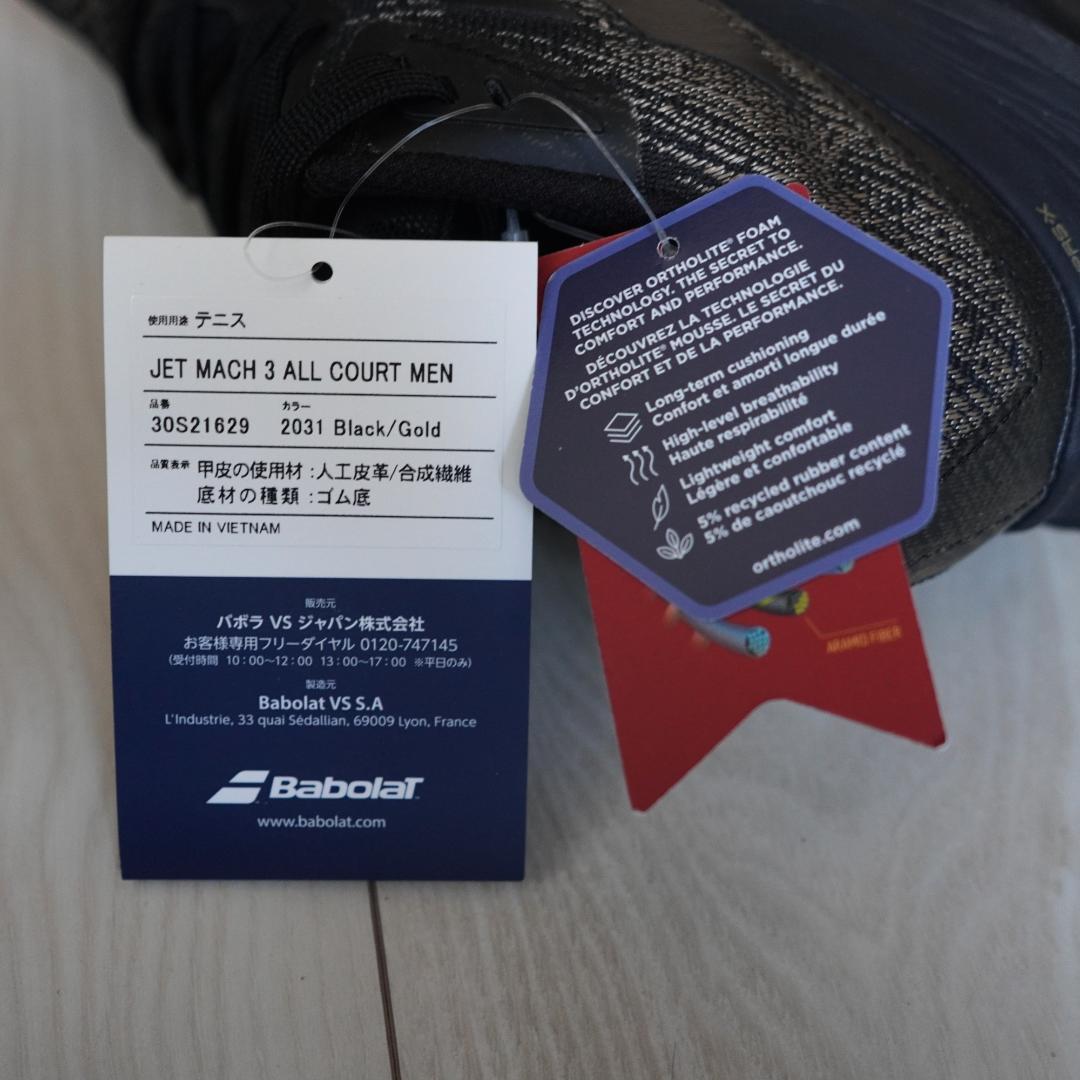 使用用途 テニス
JET MACH 3 ALL COURT MEN
品番 カラー
30S21629 2031 Black/Gold
品質表示 甲皮の使用材:人工皮革/合成繊維
底材の種類:ゴム底
MADE IN VIETNAM
販売元
バボラ VS ジャパン株式会社
お客様専用フリーダイヤル 0120-747145
(受付時間 10:00~12:00 13:00~17:00 ※平日のみ)
製造元
Babolat VS S.A
L'Industrie, 33 quai Sédallian, 69009 Lyon, France
Babolat
www.babolat.com
DISCOVER ORTHOLITE® FOAM
TECHNOLOGY. THE SECRET TO
COMFORT AND PERFORMANCE.
DÉCOUVREZ LA TECHNOLOGIE
D'ORTHOLITE® MOUSSE. LE SECRET DU
CONFORT ET DE LA PERFORMANCE.
Long-term cushioning
Confort et amorti longue durée
High-level breathability
Haute respirabilité
Lightweight comfort
Légère et confortable
5% recycled rubber content
5% de caoutchouc recyclé
ortholite.com
ARAMID FIBER